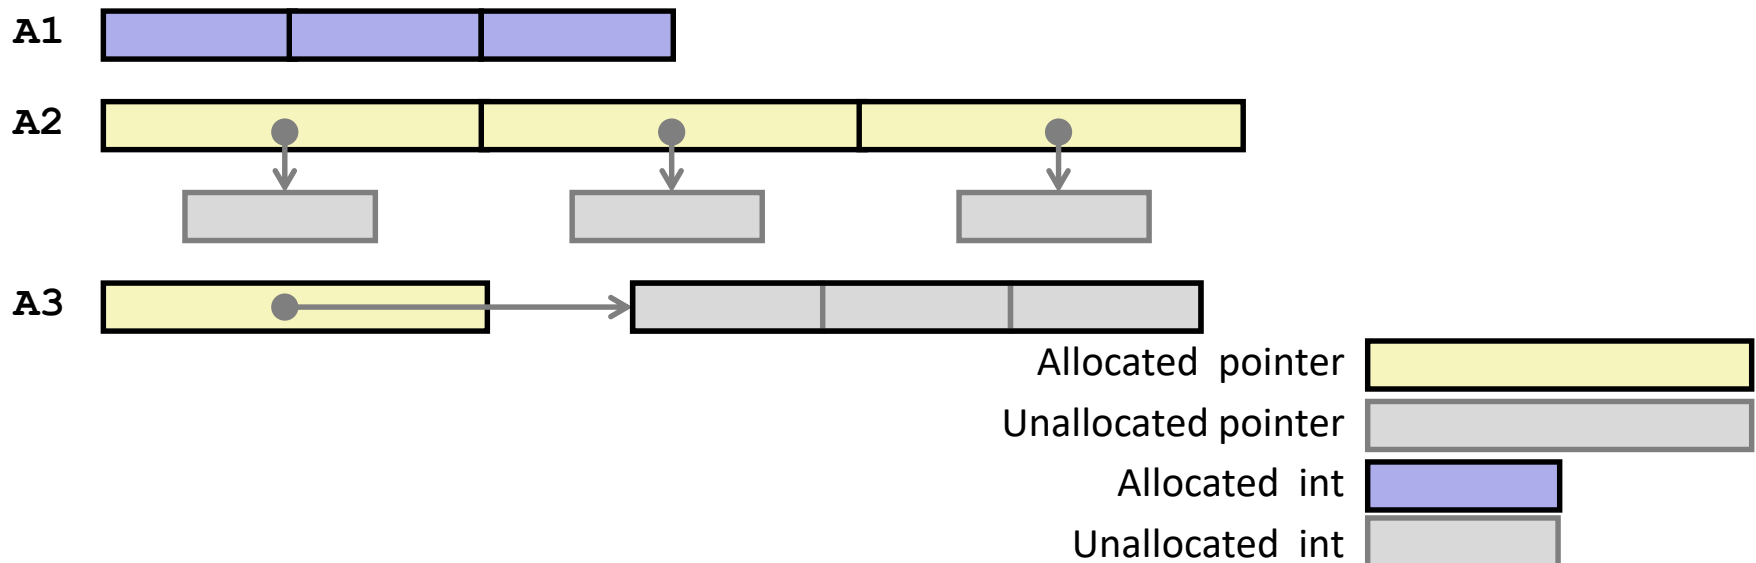 A1
A2
A3
Allocated pointer
Unallocated pointer
Allocated int
Unallocated int